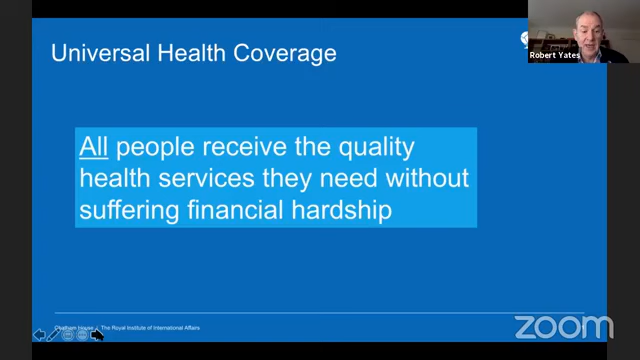 Universal Health Coverage
Robert Yates
All people receive the quality
health services they need without
suffering financial hardship
Chatham House | The Royal Institute of International Affairs
zoom